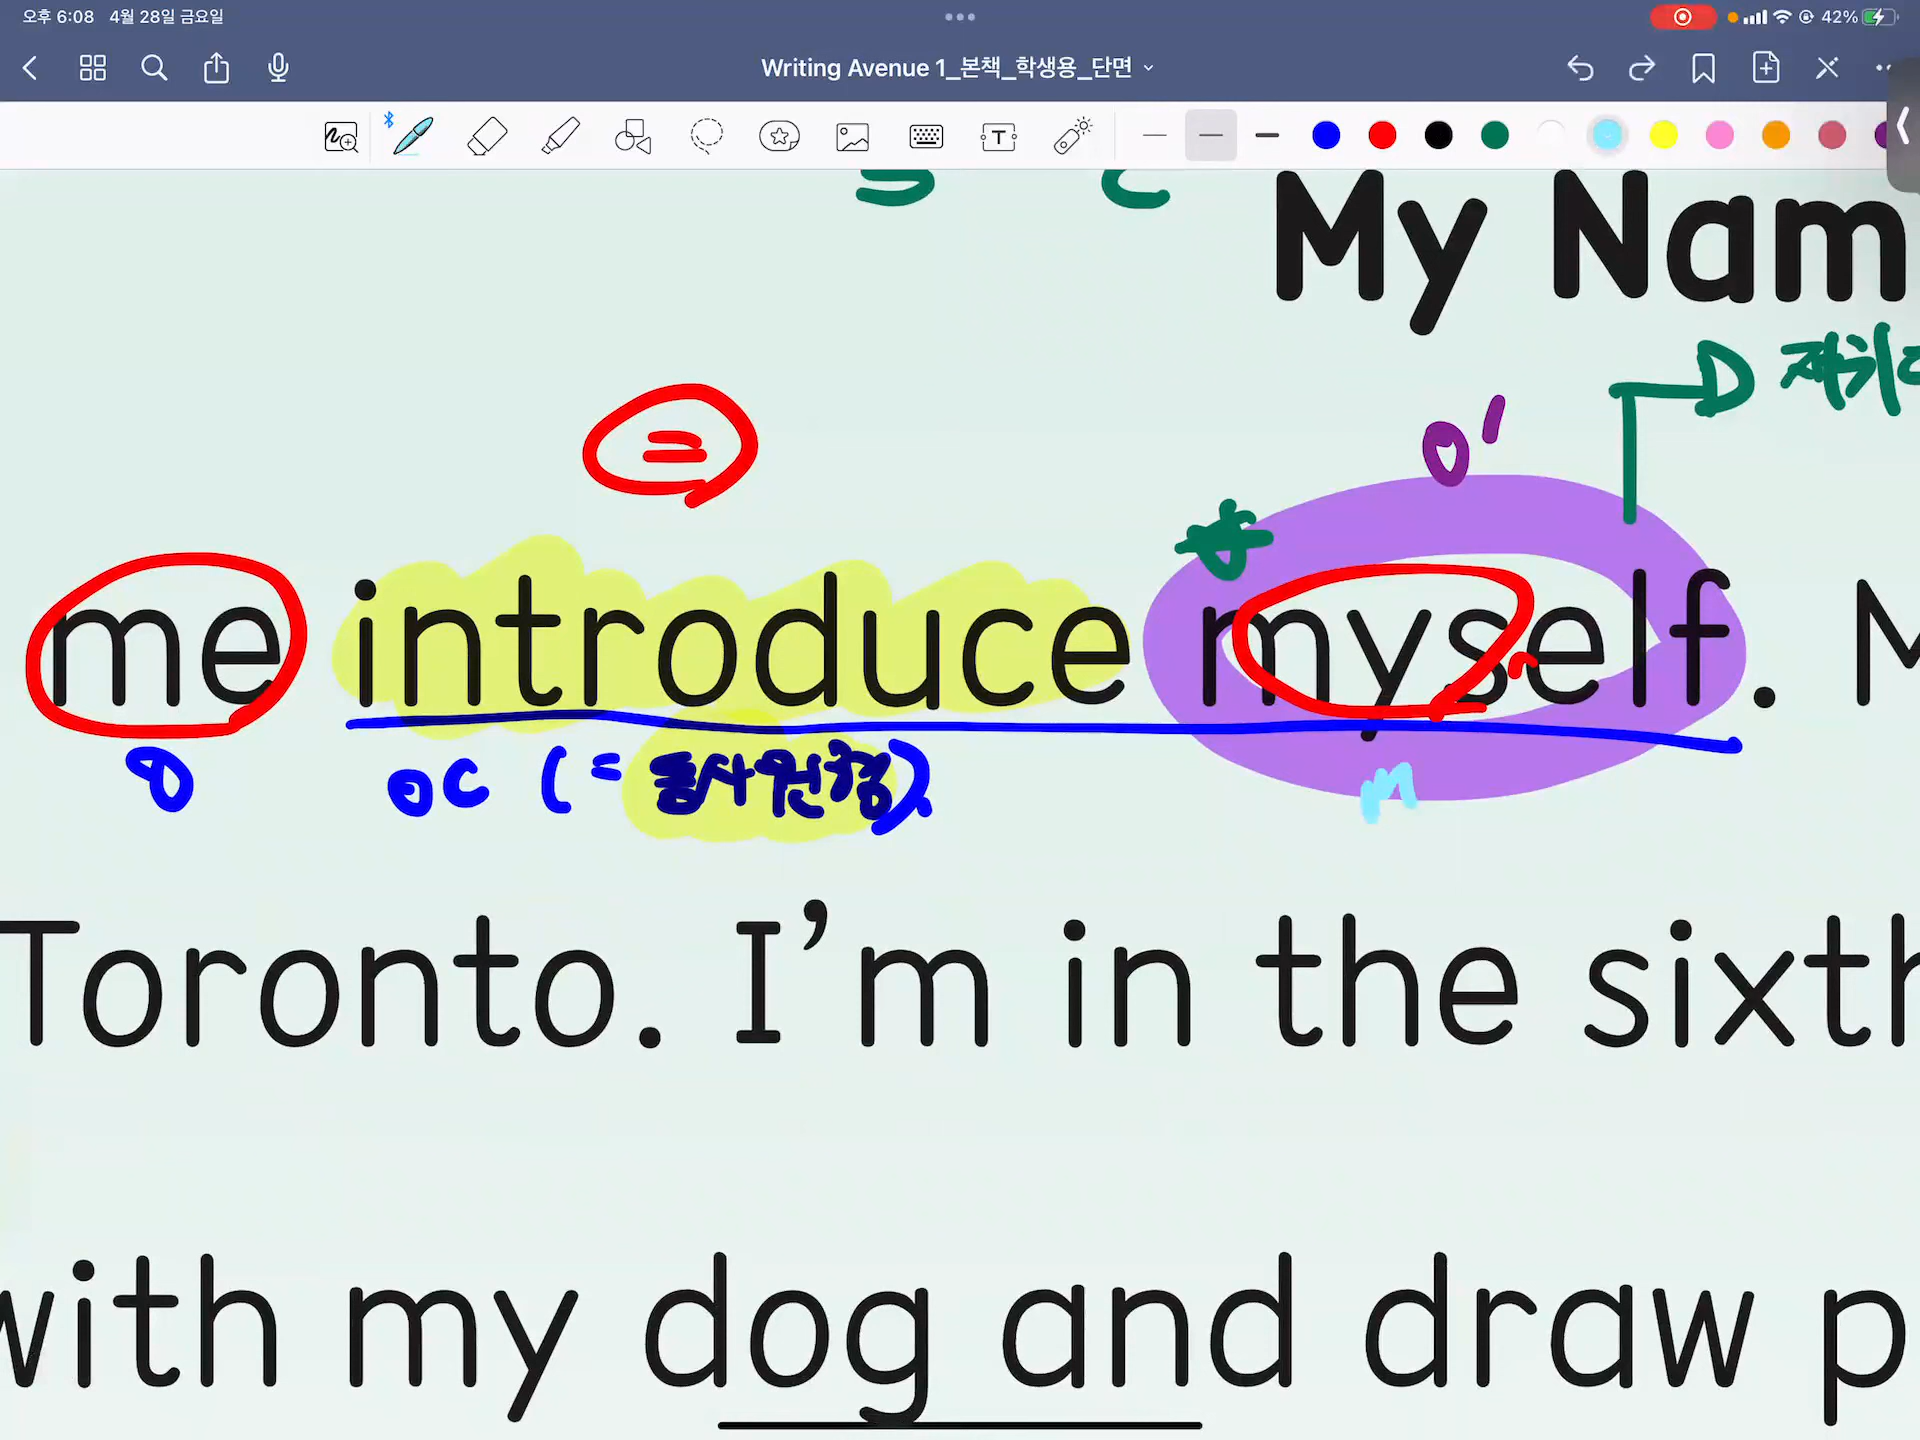 오후 6:08 4월 28일 금요일
42%
Writing Avenue 1_본책_학생용_단면
T
S C
My Nam
재귀대
=
O'
me introduce myself. M
O OC (= 동사원형)
Toronto. I'm in the sixth
with my dog and draw p